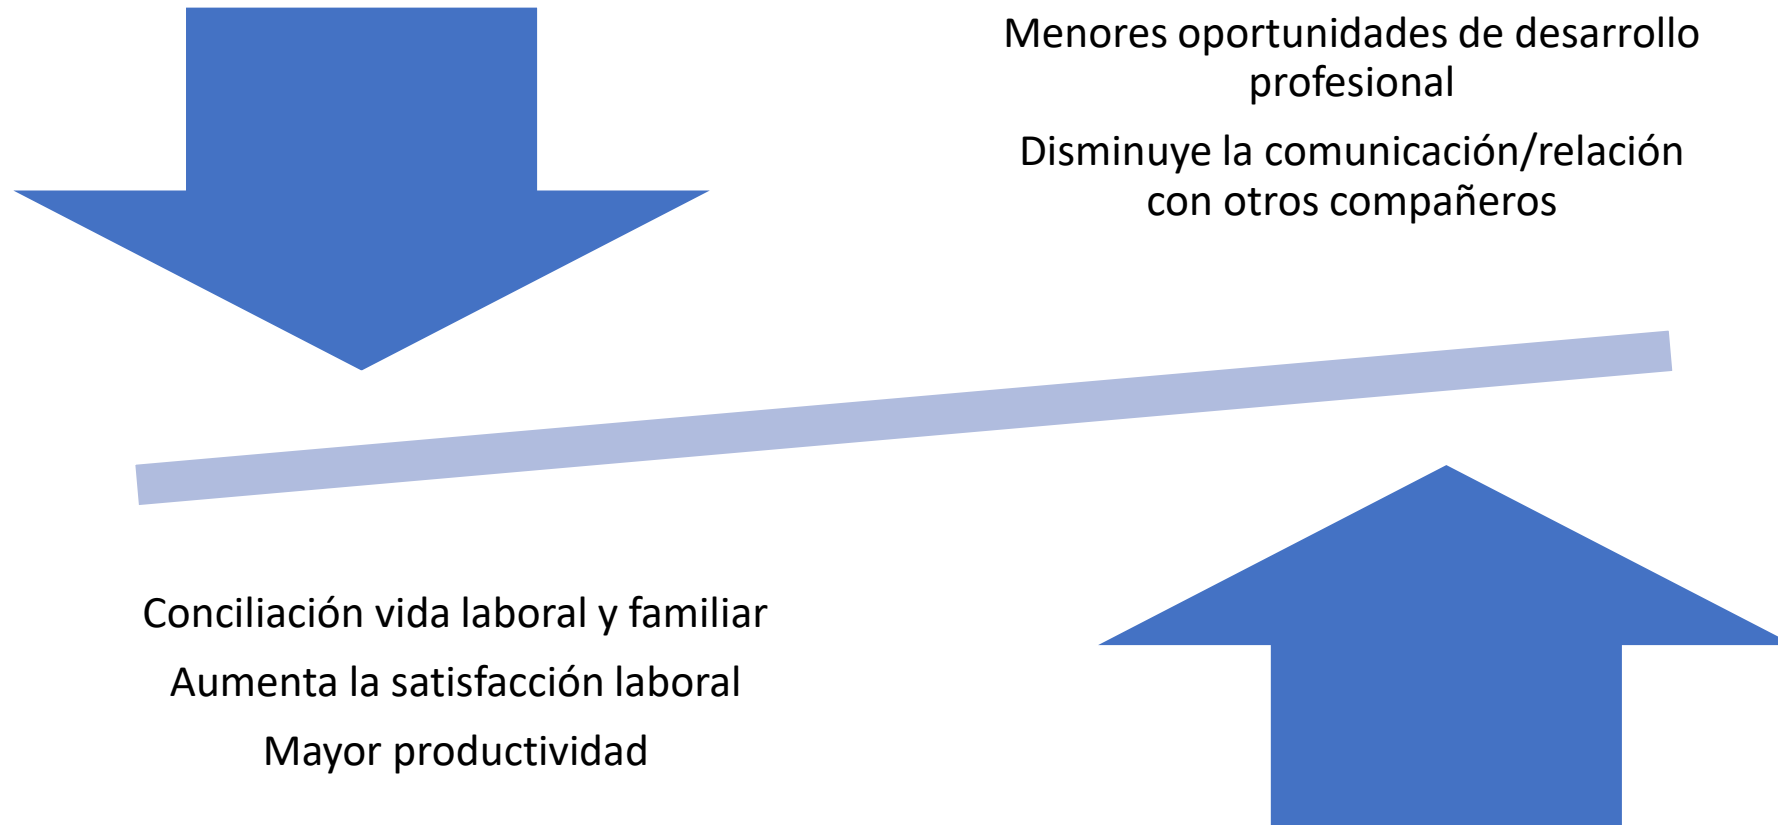 Menores oportunidades de desarrollo
profesional
Disminuye la comunicación/relación
con otros compañeros
Conciliación vida laboral y familiar
Aumenta la satisfacción laboral
Mayor productividad